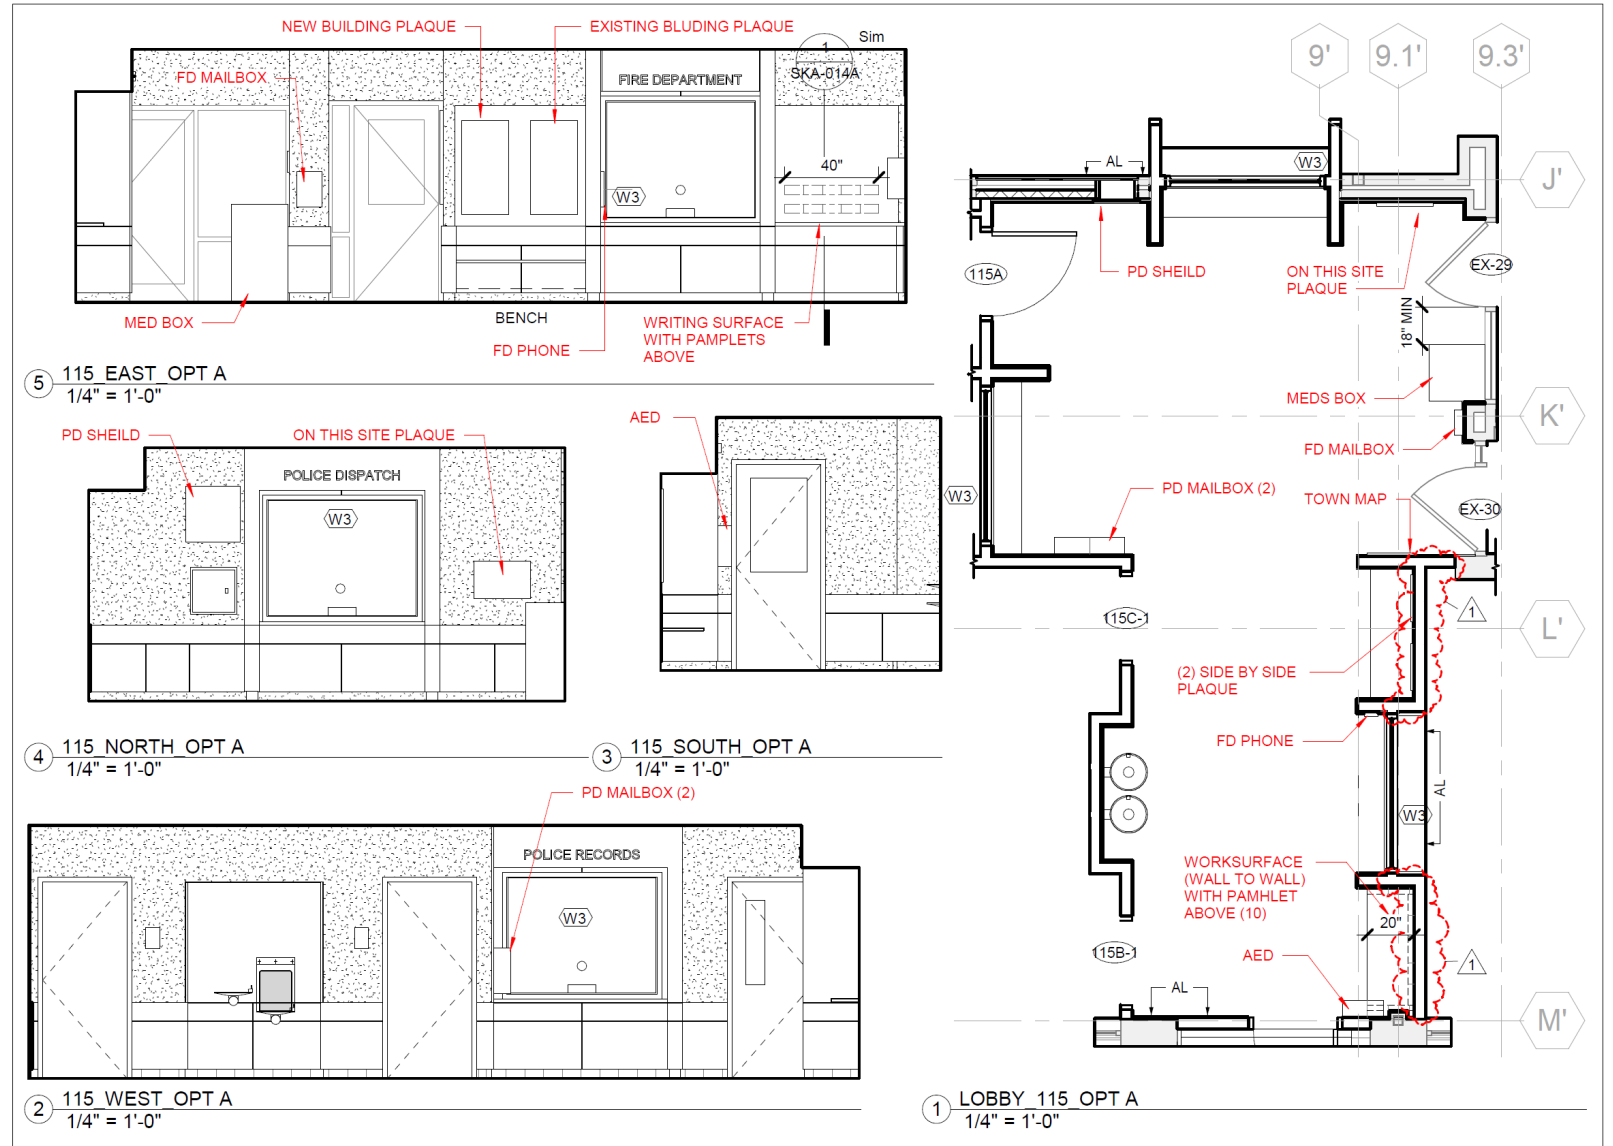 NEW BUILDING PLAQUE
EXISTING BLUDING PLAQUE
1
Sim
SKA-014A
FD MAILBOX
FIRE DEPARTMENT
40"
W3
MED BOX
BENCH
FD PHONE
WRITING SURFACE
WITH PAMPLETS
ABOVE
5
115_EAST_OPT A
1/4" = 1'-0"
PD SHEILD
ON THIS SITE PLAQUE
POLICE DISPATCH
W3
4
115_NORTH_OPT A
1/4" = 1'-0"
AED
3
115_SOUTH_OPT A
1/4" = 1'-0"
PD MAILBOX (2)
POLICE RECORDS
W3
2
115_WEST_OPT A
1/4" = 1'-0"
9'
9.1'
9.3'
AL
W3
J'
115A
PD SHEILD
ON THIS SITE
PLAQUE
EX-29
18" MIN
MEDS BOX
K'
FD MAILBOX
W3
PD MAILBOX (2)
TOWN MAP
EX-30
1
115C-1
L'
(2) SIDE BY SIDE
PLAQUE
FD PHONE
AL
W3
WORKSURFACE
(WALL TO WALL)
WITH PAMHLET
ABOVE (10)
20"
115B-1
AED
1
AL
M'
1
LOBBY_115_OPT A
1/4" = 1'-0"